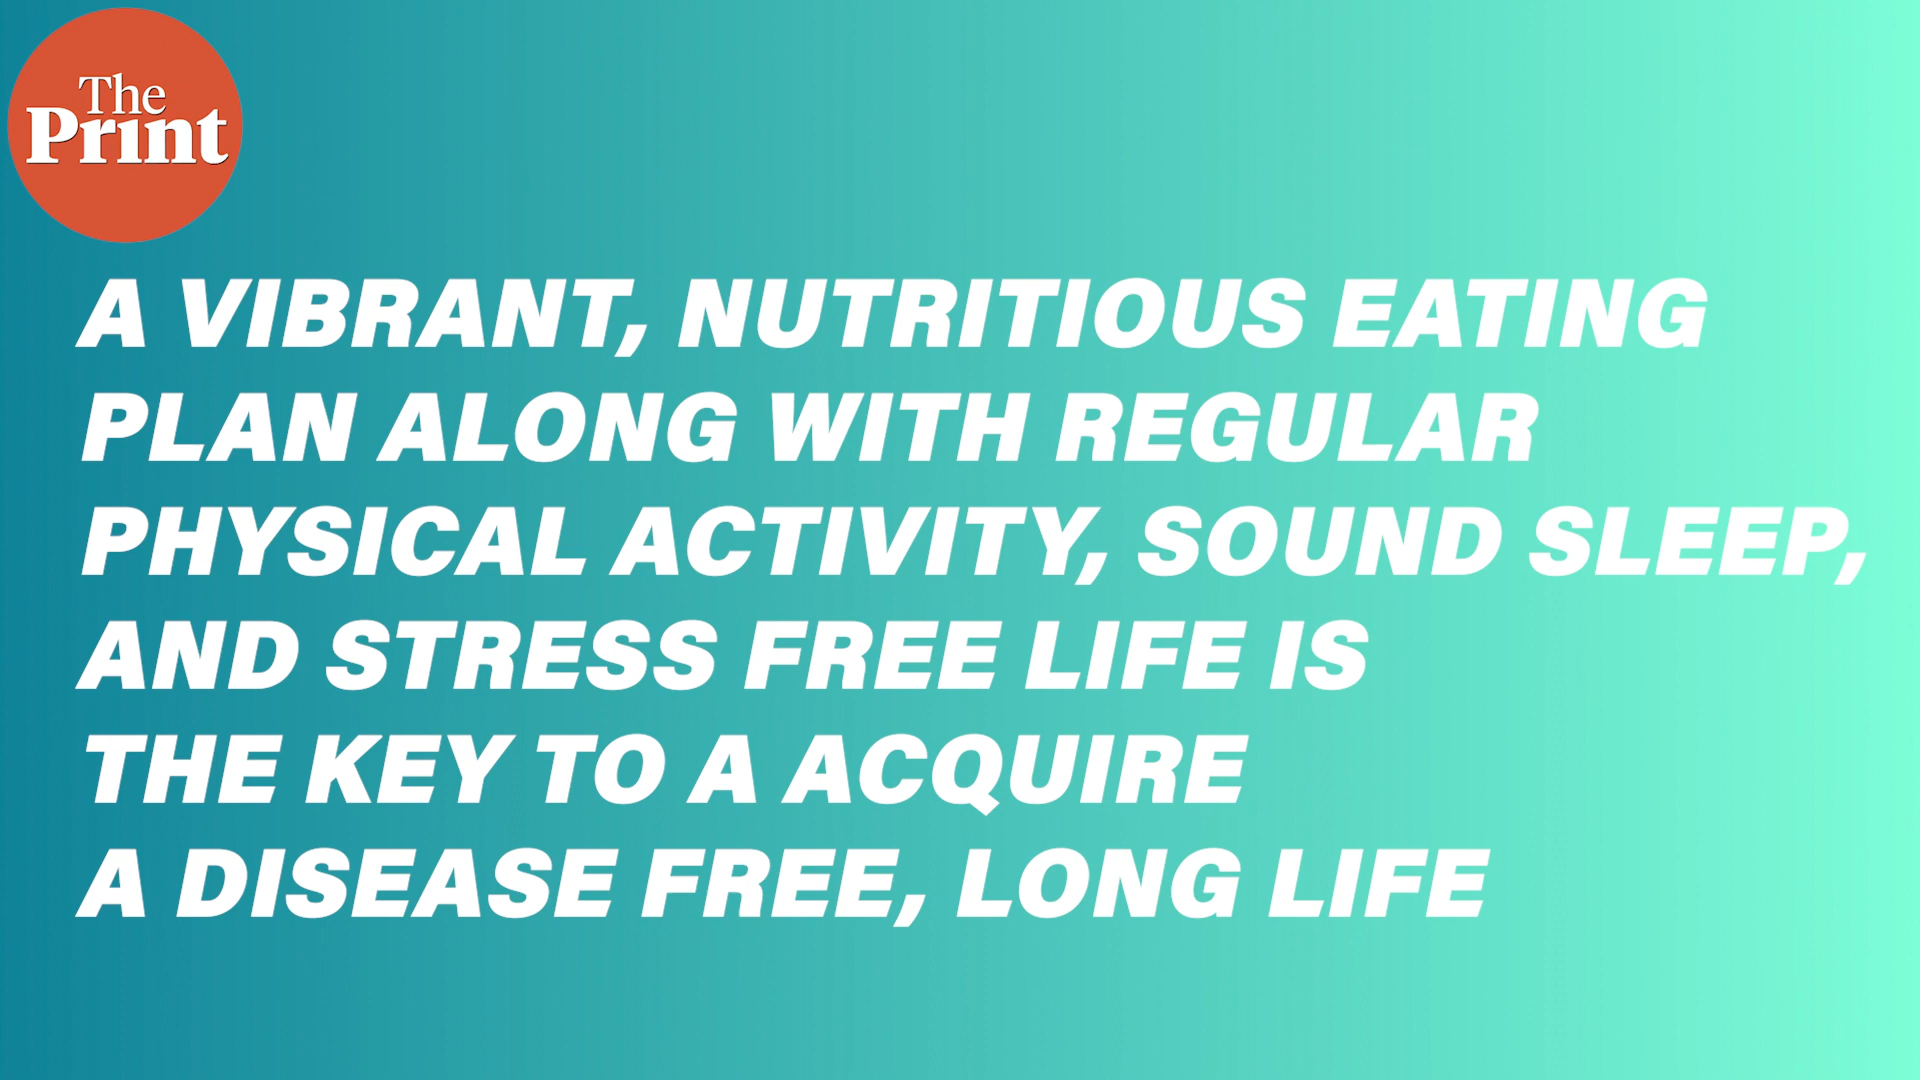 The
Print
A VIBRANT, NUTRITIOUS EATING
PLAN ALONG WITH REGULAR
PHYSICAL ACTIVITY, SOUND SLEEP,
AND STRESS FREE LIFE IS
THE KEY TO A ACQUIRE
A DISEASE FREE, LONG LIFE